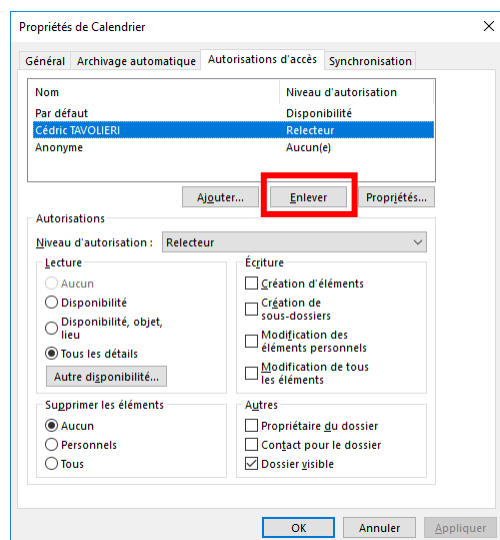 Propriétés de Calendrier
Général Archivage automatique Autorisations d'accès Synchronisation
Nom Niveau d'autorisation
Par défaut Disponibilité
Cédric TAVOLIERI Relecteur
Anonyme Aucun(e)
Ajouter... Enlever Propriétés...
Autorisations
Niveau d'autorisation : Relecteur
Lecture
Aucun
Disponibilité
Disponibilité, objet,
lieu
Tous les détails
Autre disponibilité...
Écriture
Création d'éléments
Création de
sous-dossiers
Modification des
éléments personnels
Modification de tous
les éléments
Supprimer les éléments
Aucun
Personnels
Tous
Autres
Propriétaire du dossier
Contact pour le dossier
Dossier visible
OK Annuler Appliquer